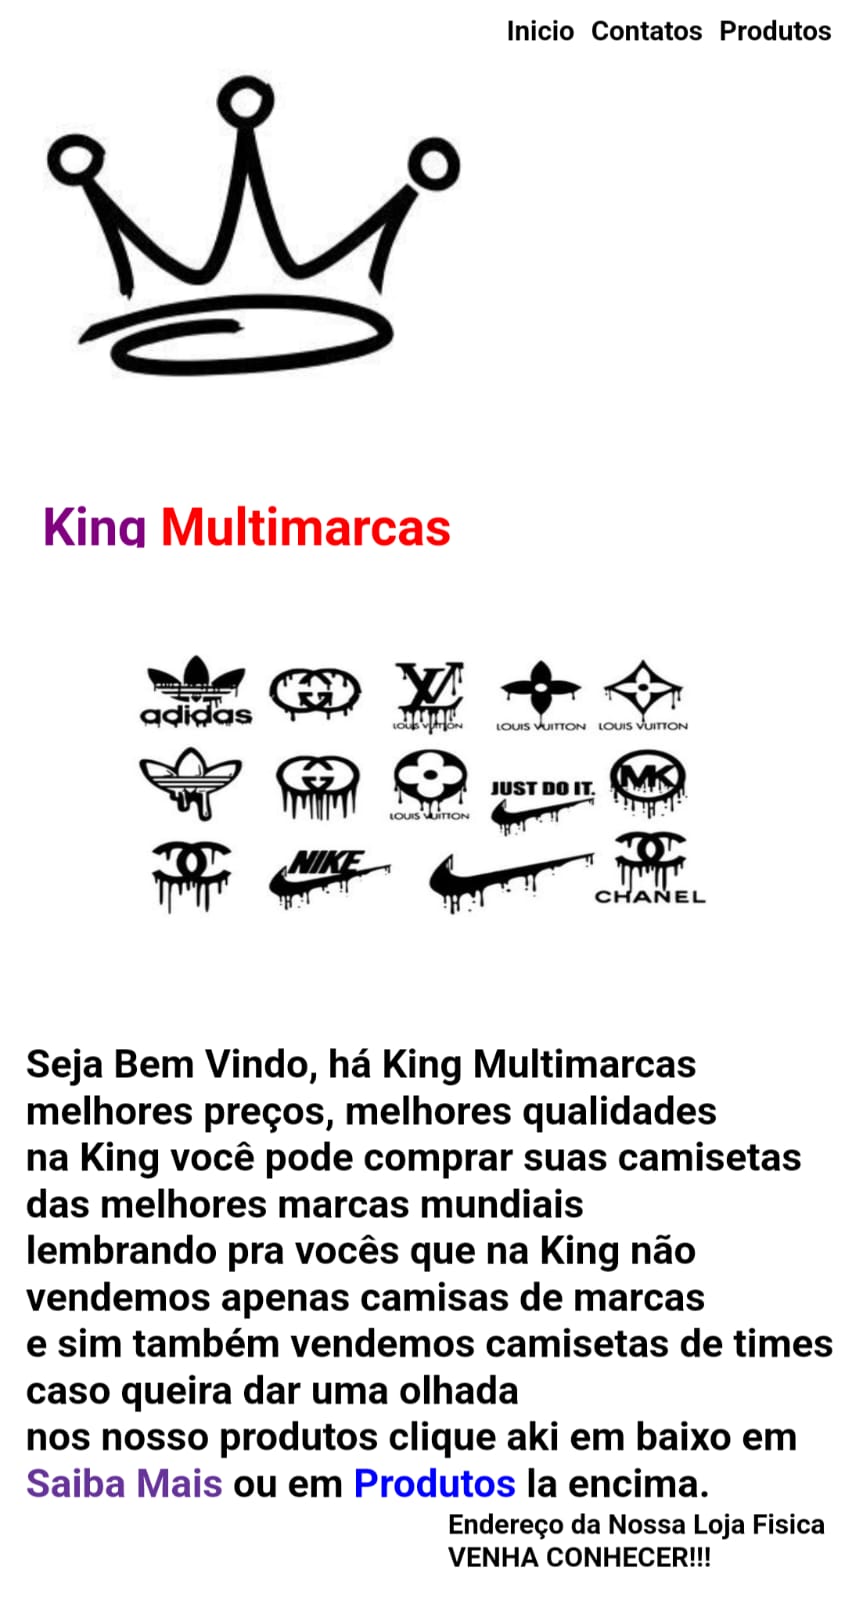 Inicio Contatos Produtos
King Multimarcas
adidas
LOUIS VUITTON
LOUIS VUITTON
LOUIS VUITTON
LOUIS VUITTON
JUST DO IT.
MK
NIKE
CHANEL
Seja Bem Vindo, há King Multimarcas
melhores preços, melhores qualidades
na King você pode comprar suas camisetas
das melhores marcas mundiais
lembrando pra vocês que na King não
vendemos apenas camisas de marcas
e sim também vendemos camisetas de times
caso queira dar uma olhada
nos nosso produtos clique aki em baixo em
Saiba Mais ou em Produtos la encima.
Endereço da Nossa Loja Fisica
VENHA CONHECER!!!